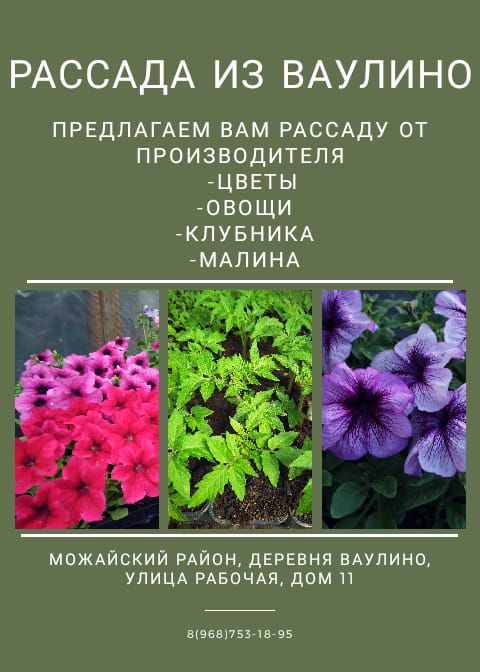 РАССАДА ИЗ ВАУЛИНО
ПРЕДЛАГАЕМ ВАМ РАССАДУ ОТ
ПРОИЗВОДИТЕЛЯ
-ЦВЕТЫ
-ОВОЩИ
-КЛУБНИКА
-МАЛИНА
МОЖАЙСКИЙ РАЙОН, ДЕРЕВНЯ ВАУЛИНО,
УЛИЦА РАБОЧАЯ, ДОМ 11
8(968)753-18-95